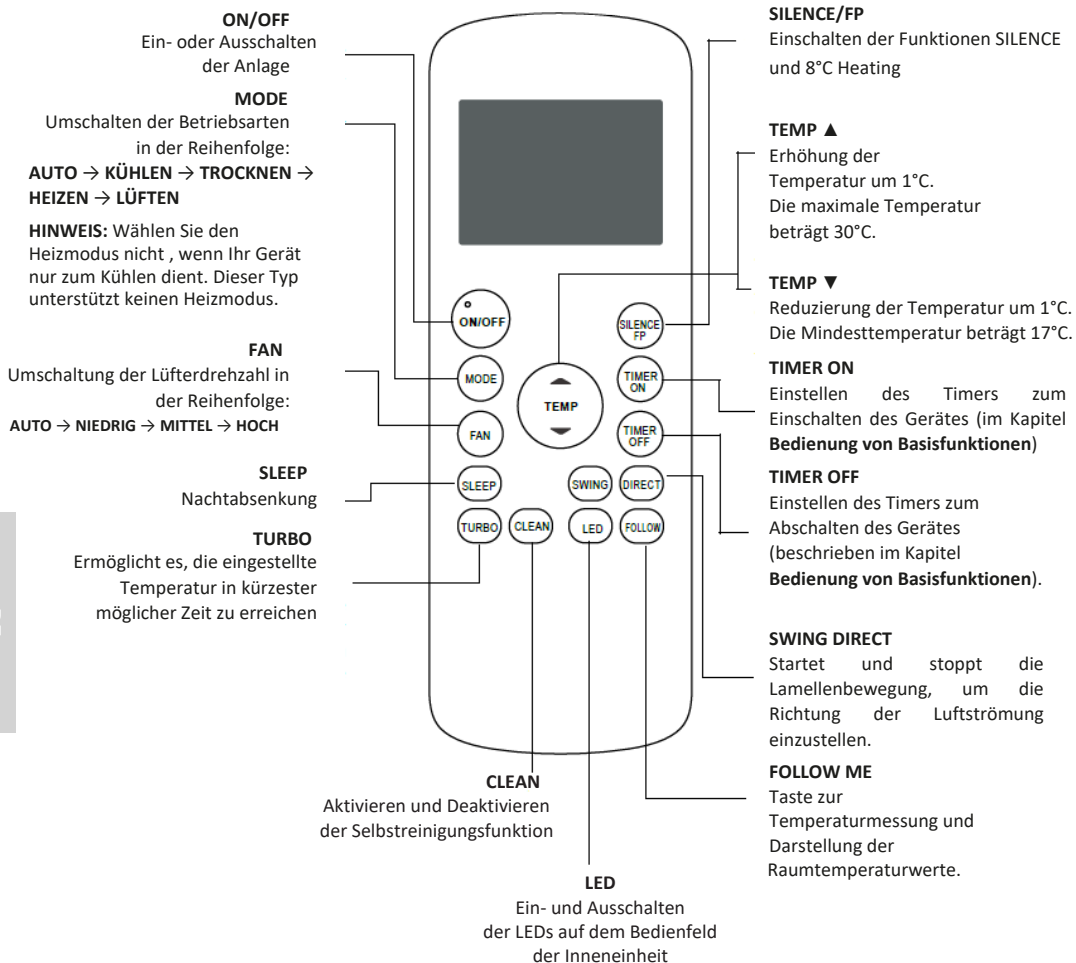 ON/OFF
Ein- oder Ausschalten
der Anlage
MODE
Umschalten der Betriebsarten
in der Reihenfolge:
AUTO → KÜHLEN → TROCKNEN →
HEIZEN → LÜFTEN
HINWEIS: Wählen Sie den
Heizmodus nicht , wenn Ihr Gerät
nur zum Kühlen dient. Dieser Typ
unterstützt keinen Heizmodus.
FAN
Umschaltung der Lüfterdrehzahl in
der Reihenfolge:
AUTO → NIEDRIG → MITTEL → HOCH
SLEEP
Nachtabsenkung
TURBO
Ermöglicht es, die eingestellte
Temperatur in kürzester
möglicher Zeit zu erreichen
ON/OFF
SILENCE
FP
MODE
TEMP
TIMER
ON
FAN
TIMER
OFF
SLEEP
SWING
DIRECT
TURBO
CLEAN
LED
FOLLOW
CLEAN
Aktivieren und Deaktivieren
der Selbstreinigungsfunktion
LED
Ein- und Ausschalten
der LEDs auf dem Bedienfeld
der Inneneinheit
SILENCE/FP
Einschalten der Funktionen SILENCE
und 8°C Heating
TEMP ▲
Erhöhung der
Temperatur um 1°C.
Die maximale Temperatur
beträgt 30°C.
TEMP ▼
Reduzierung der Temperatur um 1°C.
Die Mindesttemperatur beträgt 17°C.
TIMER ON
Einstellen des Timers zum
Einschalten des Gerätes (im Kapitel
Bedienung von Basisfunktionen)
TIMER OFF
Einstellen des Timers zum
Abschalten des Gerätes
(beschrieben im Kapitel
Bedienung von Basisfunktionen).
SWING DIRECT
Startet und stoppt die
Lamellenbewegung, um die
Richtung der Luftströmung
einzustellen.
FOLLOW ME
Taste zur
Temperaturmessung und
Darstellung der
Raumtemperaturwerte.